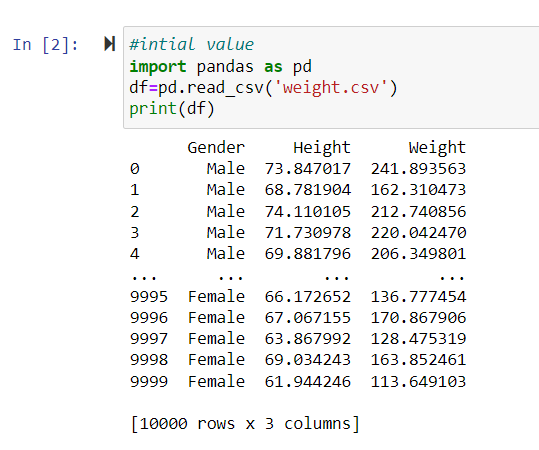 In [2]:
#intial value
import pandas as pd
df=pd.read_csv('weight.csv')
print(df)
Gender Height Weight
0 Male 73.847017 241.893563
1 Male 68.781904 162.310473
2 Male 74.110105 212.740856
3 Male 71.730978 220.042470
4 Male 69.881796 206.349801
... ... ... ...
9995 Female 66.172652 136.777454
9996 Female 67.067155 170.867906
9997 Female 63.867992 128.475319
9998 Female 69.034243 163.852461
9999 Female 61.944246 113.649103
[10000 rows x 3 columns]